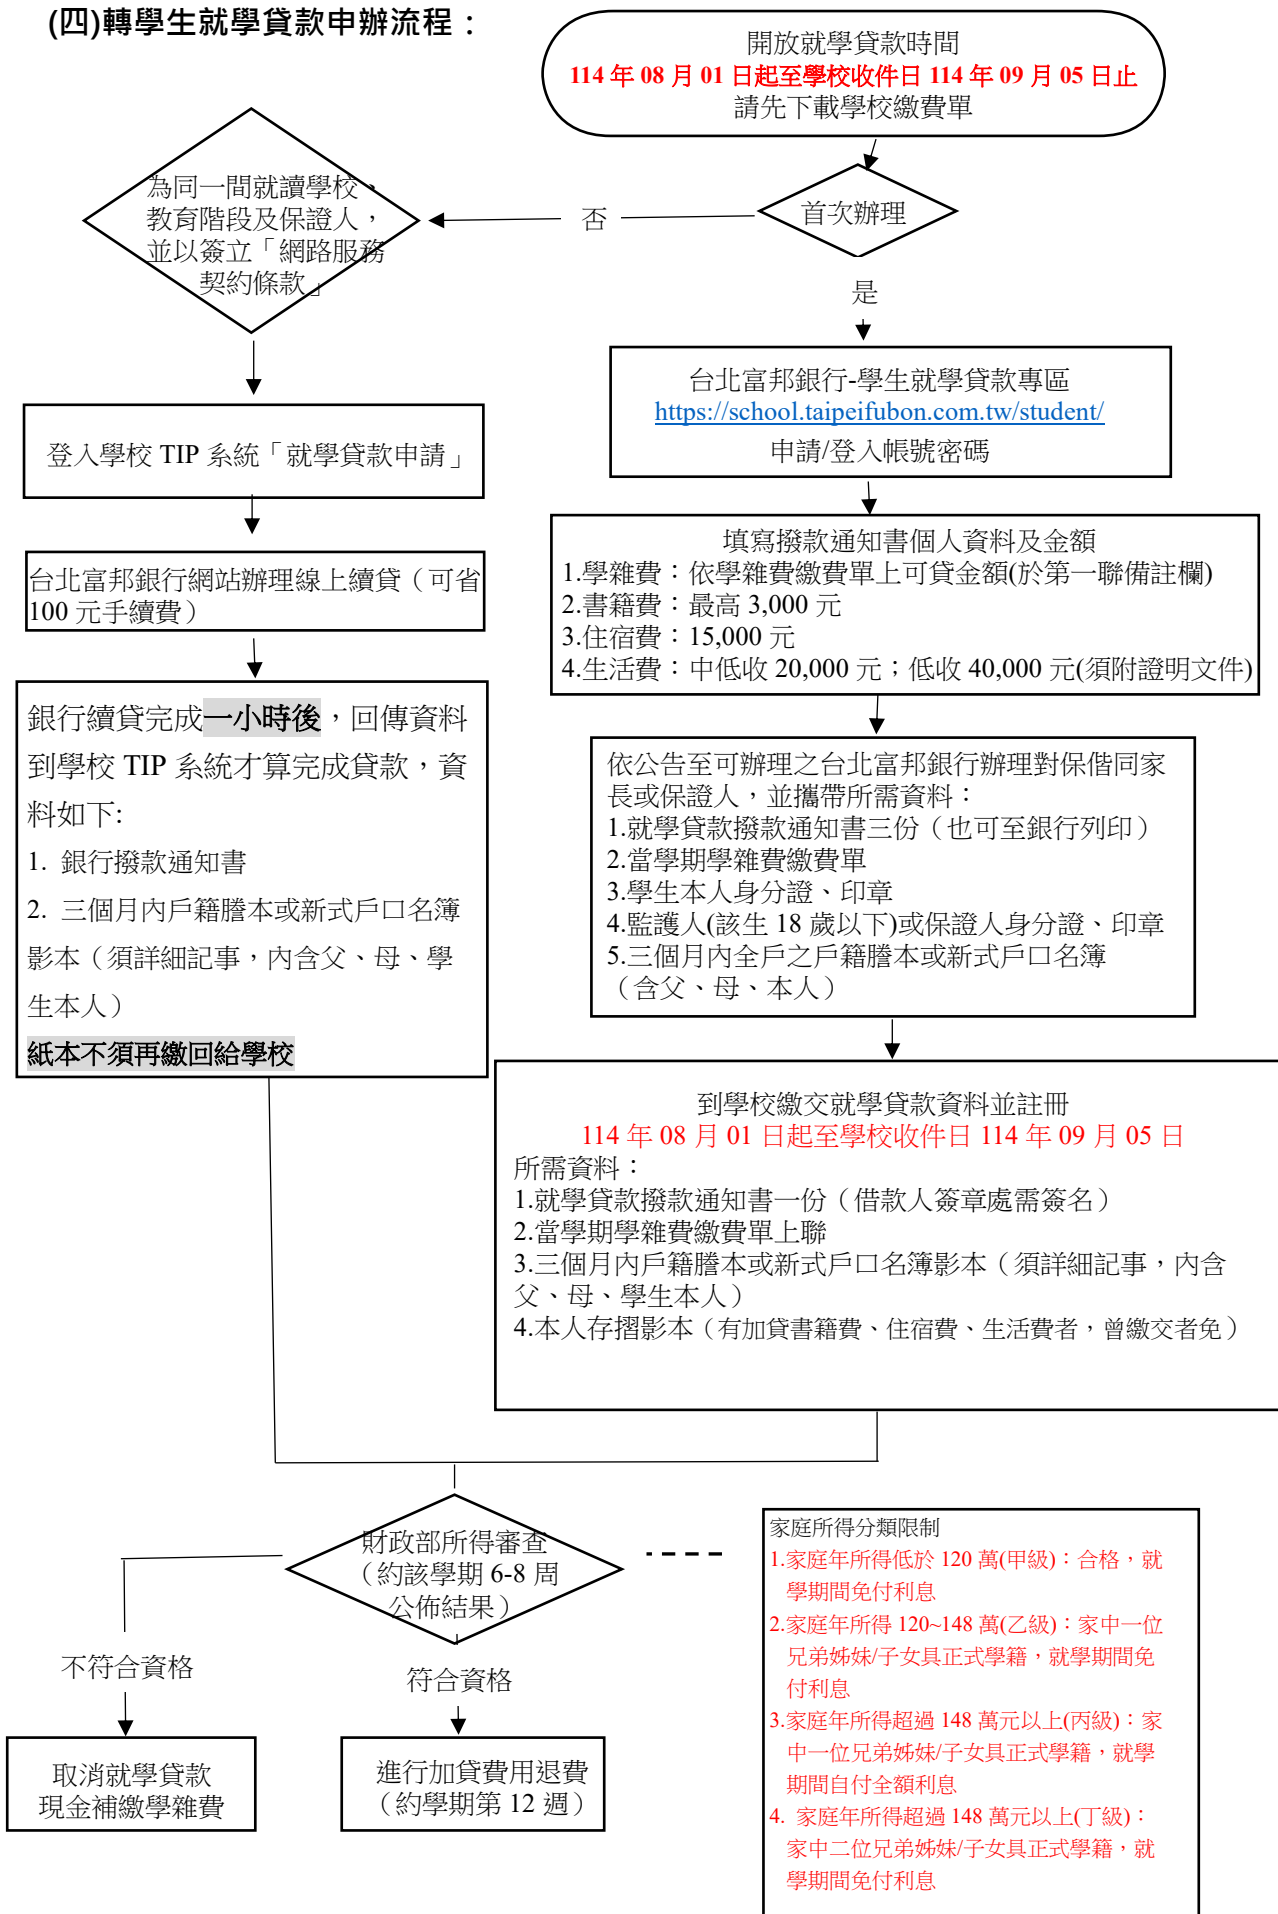 (四)轉學生就學貸款申辦流程：
開放就學貸款時間
114 年 08 月 01 日起至學校收件日 114 年 09 月 05 日止
請先下載學校繳費單
首次辦理
否
為同一間就讀學校、
教育階段及保證人，
並以簽立「網路服務
契約條款」
是
登入學校 TIP 系統「就學貸款申請」
台北富邦銀行網站辦理線上續貸（可省
100 元手續費）
銀行續貸完成一小時後，回傳資料
到學校 TIP 系統才算完成貸款，資
料如下:
1. 銀行撥款通知書
2. 三個月內戶籍謄本或新式戶口名簿
影本（須詳細記事，內含父、母、學
生本人）
紙本不須再繳回給學校
台北富邦銀行-學生就學貸款專區
https://school.taipeifubon.com.tw/student/
申請/登入帳號密碼
填寫撥款通知書個人資料及金額
1.學雜費：依學雜費繳費單上可貸金額(於第一聯備註欄)
2.書籍費：最高 3,000 元
3.住宿費：15,000 元
4.生活費：中低收 20,000 元；低收 40,000 元(須附證明文件)
依公告至可辦理之台北富邦銀行辦理對保偕同家
長或保證人，並攜帶所需資料：
1.就學貸款撥款通知書三份（也可至銀行列印）
2.當學期學雜費繳費單
3.學生本人身分證、印章
4.監護人(該生 18 歲以下)或保證人身分證、印章
5.三個月內全戶之戶籍謄本或新式戶口名簿
（含父、母、本人）
到學校繳交就學貸款資料並註冊
114 年 08 月 01 日起至學校收件日 114 年 09 月 05 日
所需資料：
1.就學貸款撥款通知書一份（借款人簽章處需簽名）
2.當學期學雜費繳費單上聯
3.三個月內戶籍謄本或新式戶口名簿影本（須詳細記事，內含
父、母、學生本人）
4.本人存摺影本（有加貸書籍費、住宿費、生活費者，曾繳交者免）
財政部所得審查
（約該學期 6-8 周
公佈結果）
不符合資格
符合資格
取消就學貸款
現金補繳學雜費
進行加貸費用退費
（約學期第 12 週）
家庭所得分類限制
1.家庭年所得低於 120 萬(甲級)：合格，就
學期間免付利息
2.家庭年所得 120~148 萬(乙級)：家中一位
兄弟姊妹/子女具正式學籍，就學期間免
付利息
3.家庭年所得超過 148 萬元以上(丙級)：家
中一位兄弟姊妹/子女具正式學籍，就學
期間自付全額利息
4. 家庭年所得超過 148 萬元以上(丁級)：
家中二位兄弟姊妹/子女具正式學籍，就
學期間免付利息